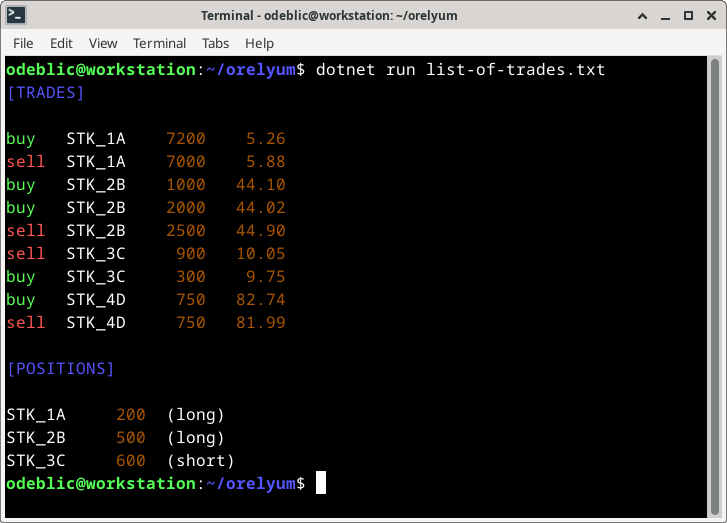 Terminal - odeblic@workstation: ~/orelyum
File Edit View Terminal Tabs Help
odeblic@workstation:~/orelyum$ dotnet run list-of-trades.txt
[TRADES]
buy STK_1A 7200 5.26
sell STK_1A 7000 5.88
buy STK_2B 1000 44.10
buy STK_2B 2000 44.02
sell STK_2B 2500 44.90
sell STK_3C 900 10.05
buy STK_3C 300 9.75
buy STK_4D 750 82.74
sell STK_4D 750 81.99
[POSITIONS]
STK_1A 200 (long)
STK_2B 500 (long)
STK_3C 600 (short)
odeblic@workstation:~/orelyum$